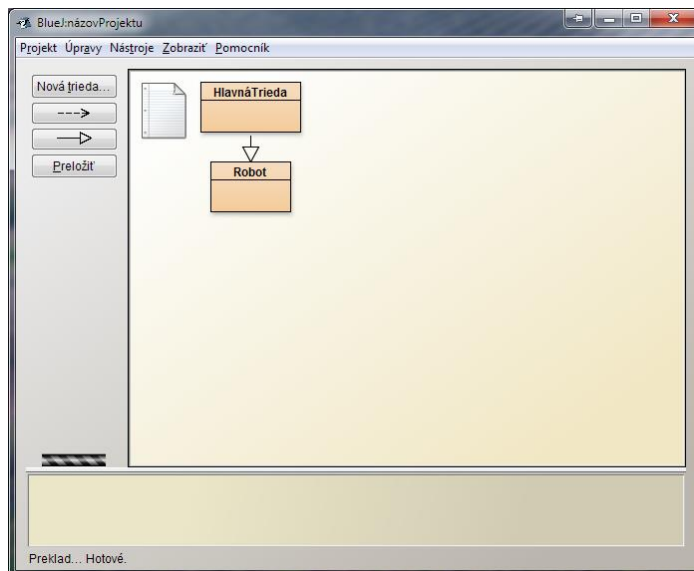 BlueJ:názovProjektu
Projekt Úpravy Nástroje Zobraziť Pomocník
Nová trieda...
Preložiť
HlavnáTrieda
Robot
Preklad... Hotové.